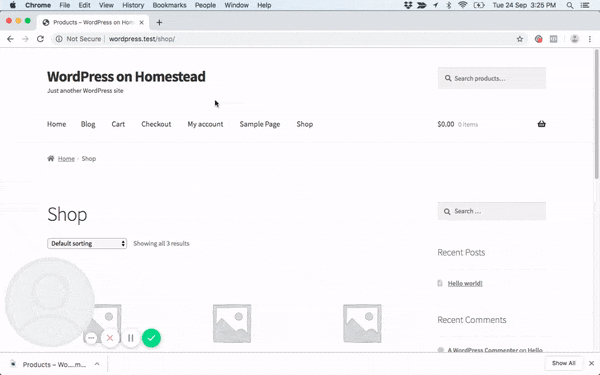 Chrome File Edit View History Bookmarks People Window Help Tue 24 Sep 3:25 PM
Products – WordPress on Hom
Not Secure wordpress.test/shop/
WordPress on Homestead
Just another WordPress site
Search products…
Home Blog Cart Checkout My account Sample Page Shop
$0.00 0 items
Home Shop
Shop
Search …
Default sorting
Showing all 3 results
Recent Posts
Hello world!
Recent Comments
A WordPress Commenter on Hello
Products – Wo....m...
Show All